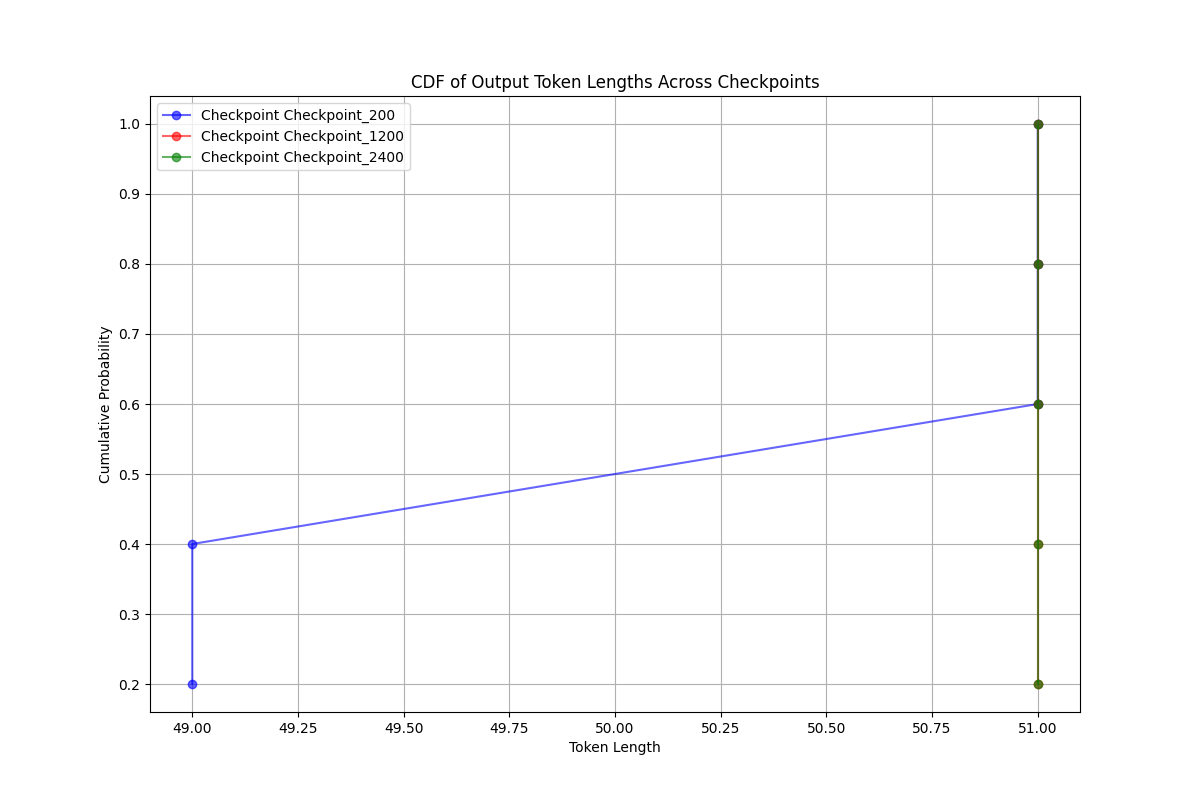 CDF of Output Token Lengths Across Checkpoints
Checkpoint Checkpoint_200
Checkpoint Checkpoint_1200
Checkpoint Checkpoint_2400
Cumulative Probability
1.0
0.9
0.8
0.7
0.6
0.5
0.4
0.3
0.2
49.00 49.25 49.50 49.75 50.00 50.25 50.50 50.75 51.00
Token Length